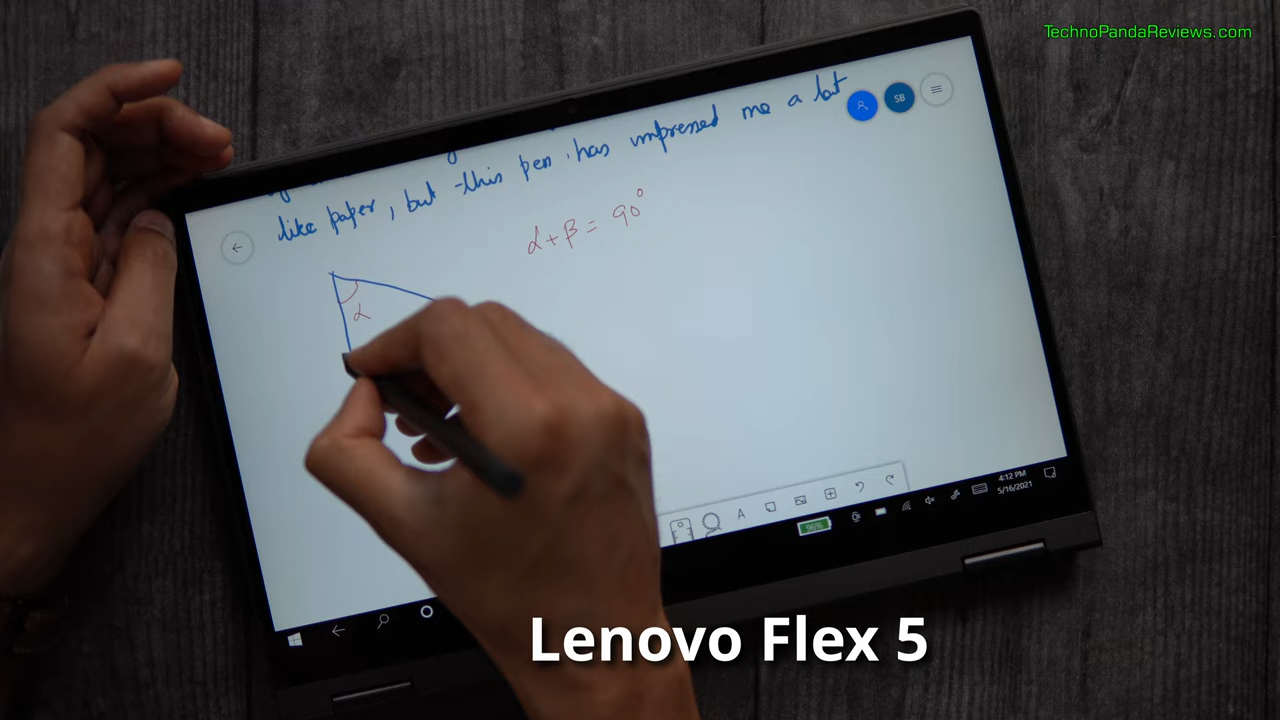 TechnoPandaReviews.com
SB
this pen, has impressed me a lot
like paper, but
α+β = 90°
α
A
96%
4:12 PM
5/16/2021
Lenovo Flex 5